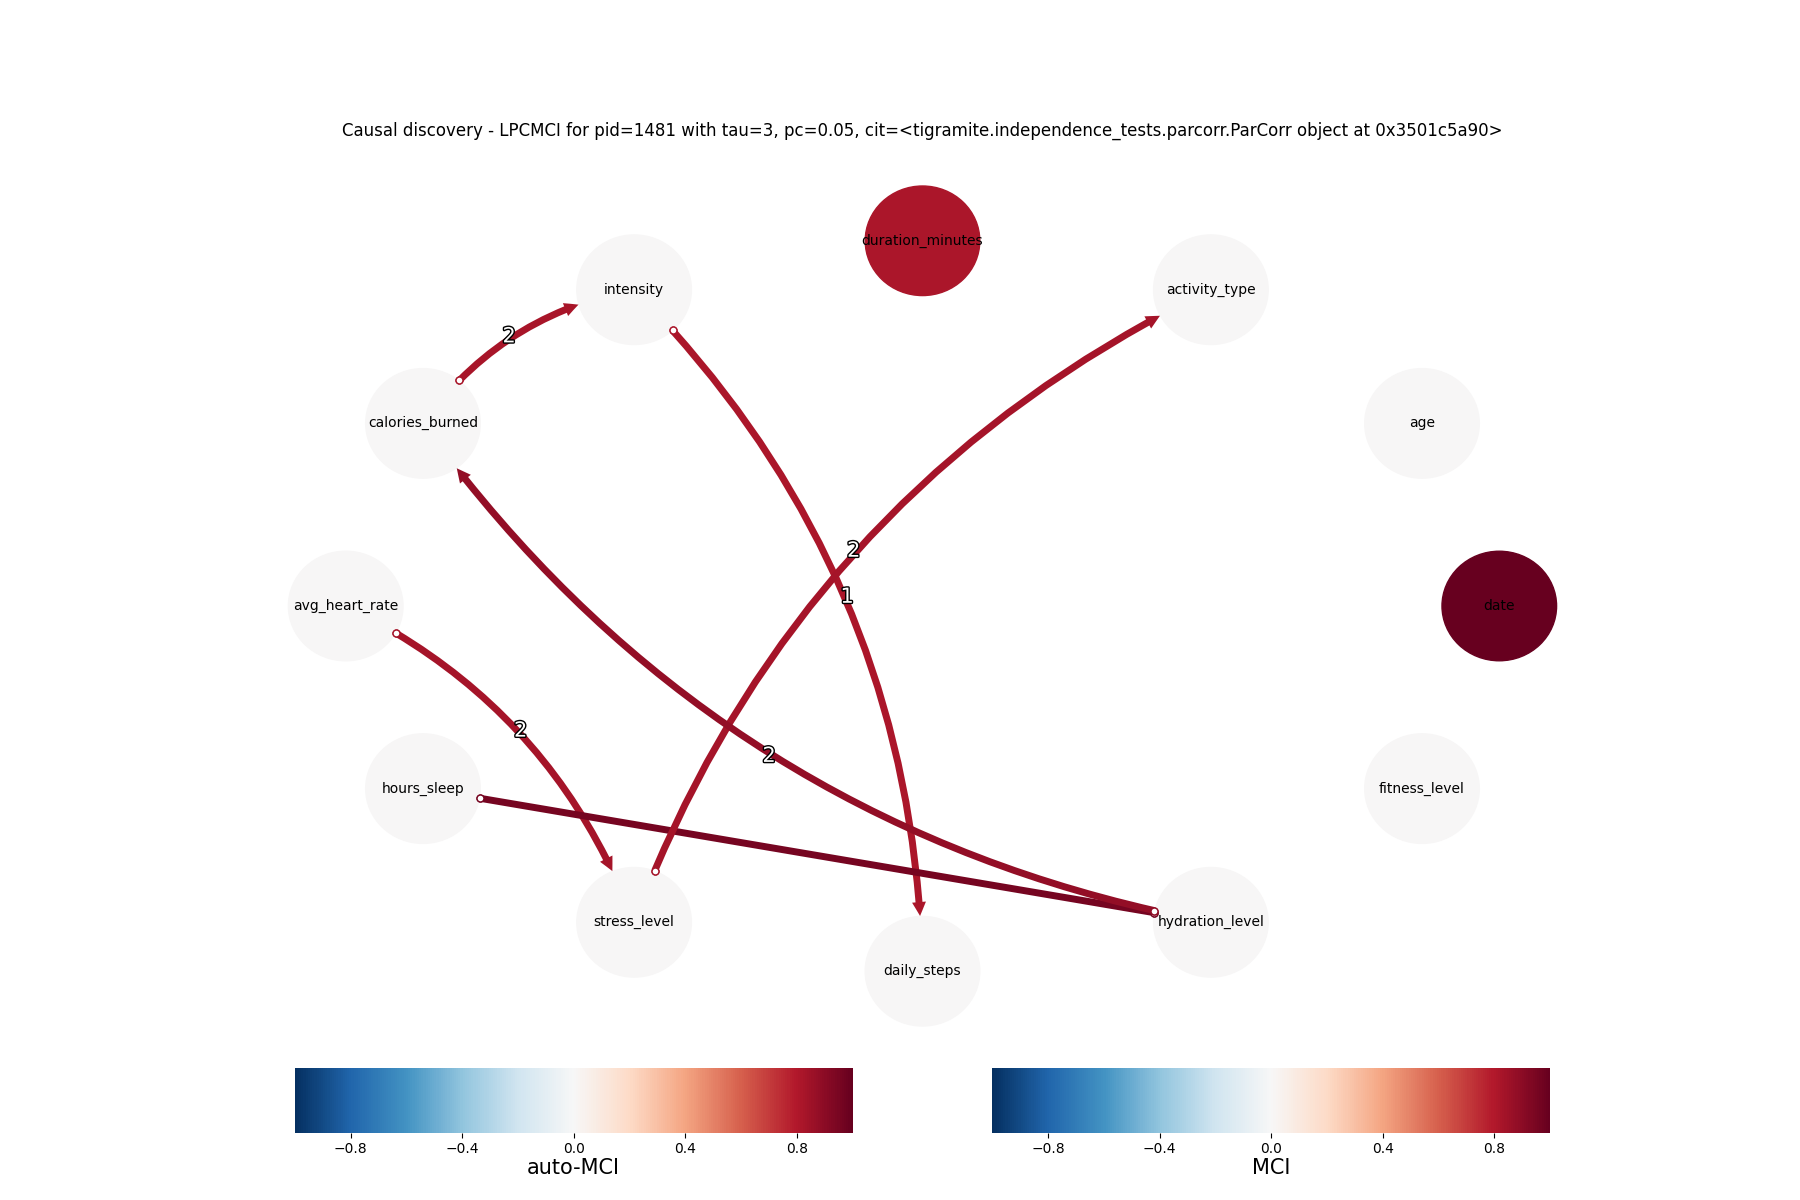 Causal discovery - LPCMCI for pid=1481 with tau=3, pc=0.05, cit=<tigramite.independence_tests.parcorr.ParCorr object at 0x3501c5a90>
duration_minutes
intensity
activity_type
2
calories_burned
age
2
1
avg_heart_rate
date
2
2
hours_sleep
fitness_level
stress_level
hydration_level
daily_steps
−0.8 −0.4 0.0 0.4 0.8
auto-MCI
−0.8 −0.4 0.0 0.4 0.8
MCI